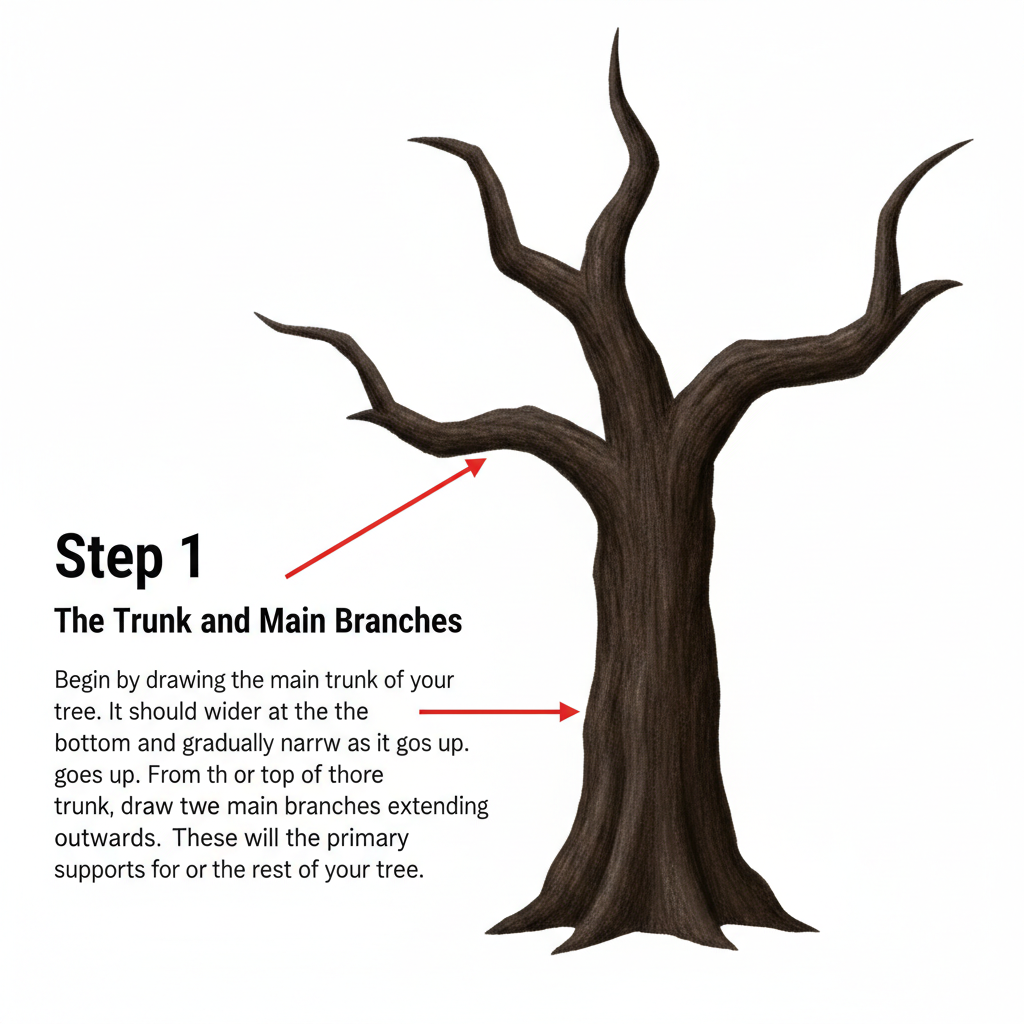 Step 1
The Trunk and Main Branches
Begin by drawing the main trunk of your
tree. It should wider at the the
bottom and gradually narrw as it gos up.
goes up. From th or top of thore
trunk, draw twe main branches extending
outwards. These will the primary
supports for or the rest of your tree.